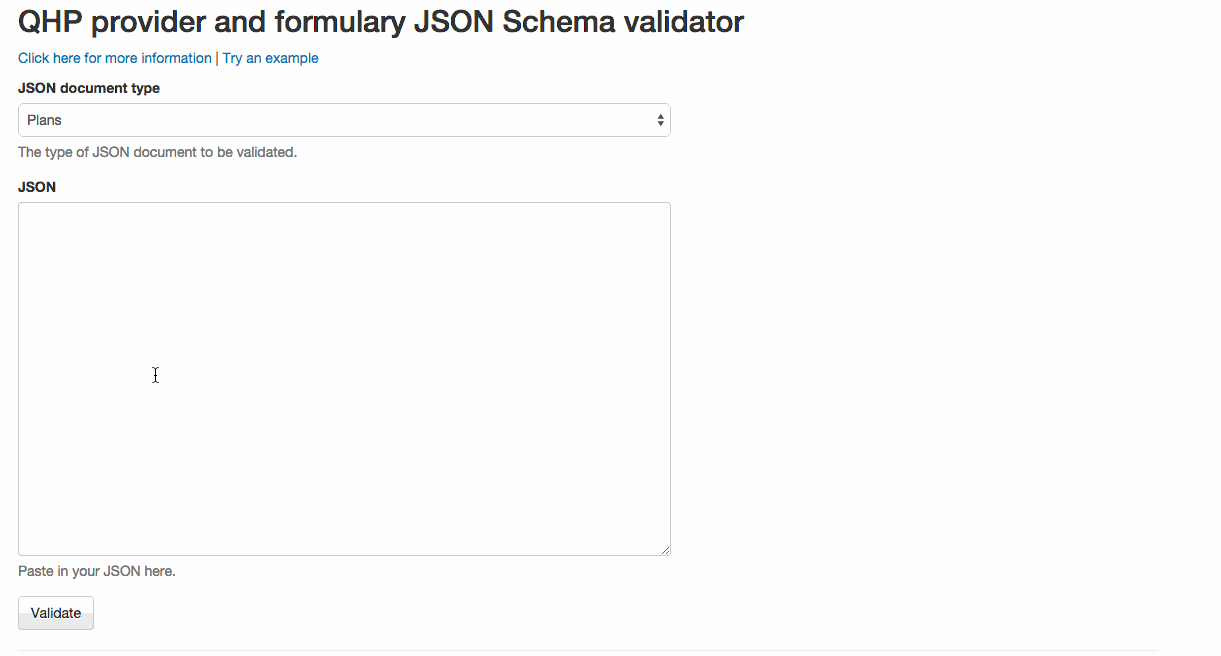 QHP provider and formulary JSON Schema validator
Click here for more information | Try an example
JSON document type
Plans
The type of JSON document to be validated.
JSON
Paste in your JSON here.
Validate